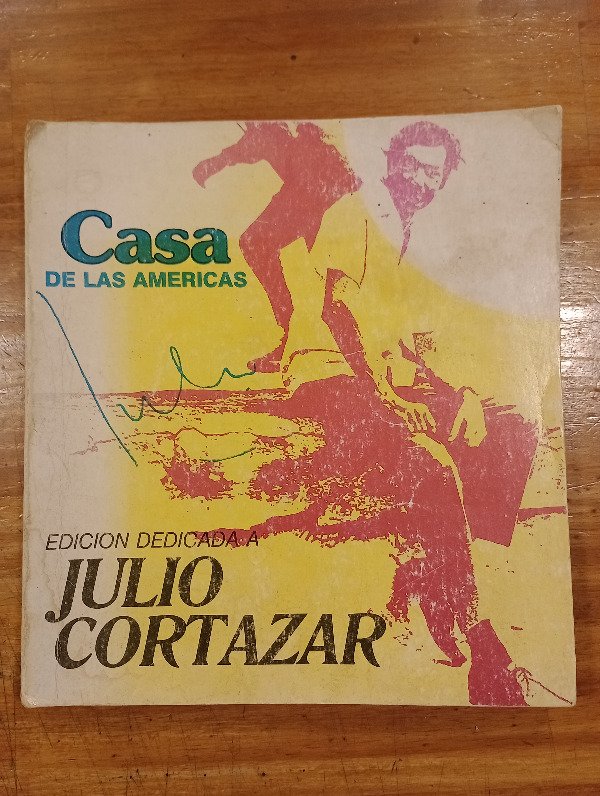 Casa
DE LAS AMERICAS
EDICION DEDICADA A
JULIO
CORTAZAR